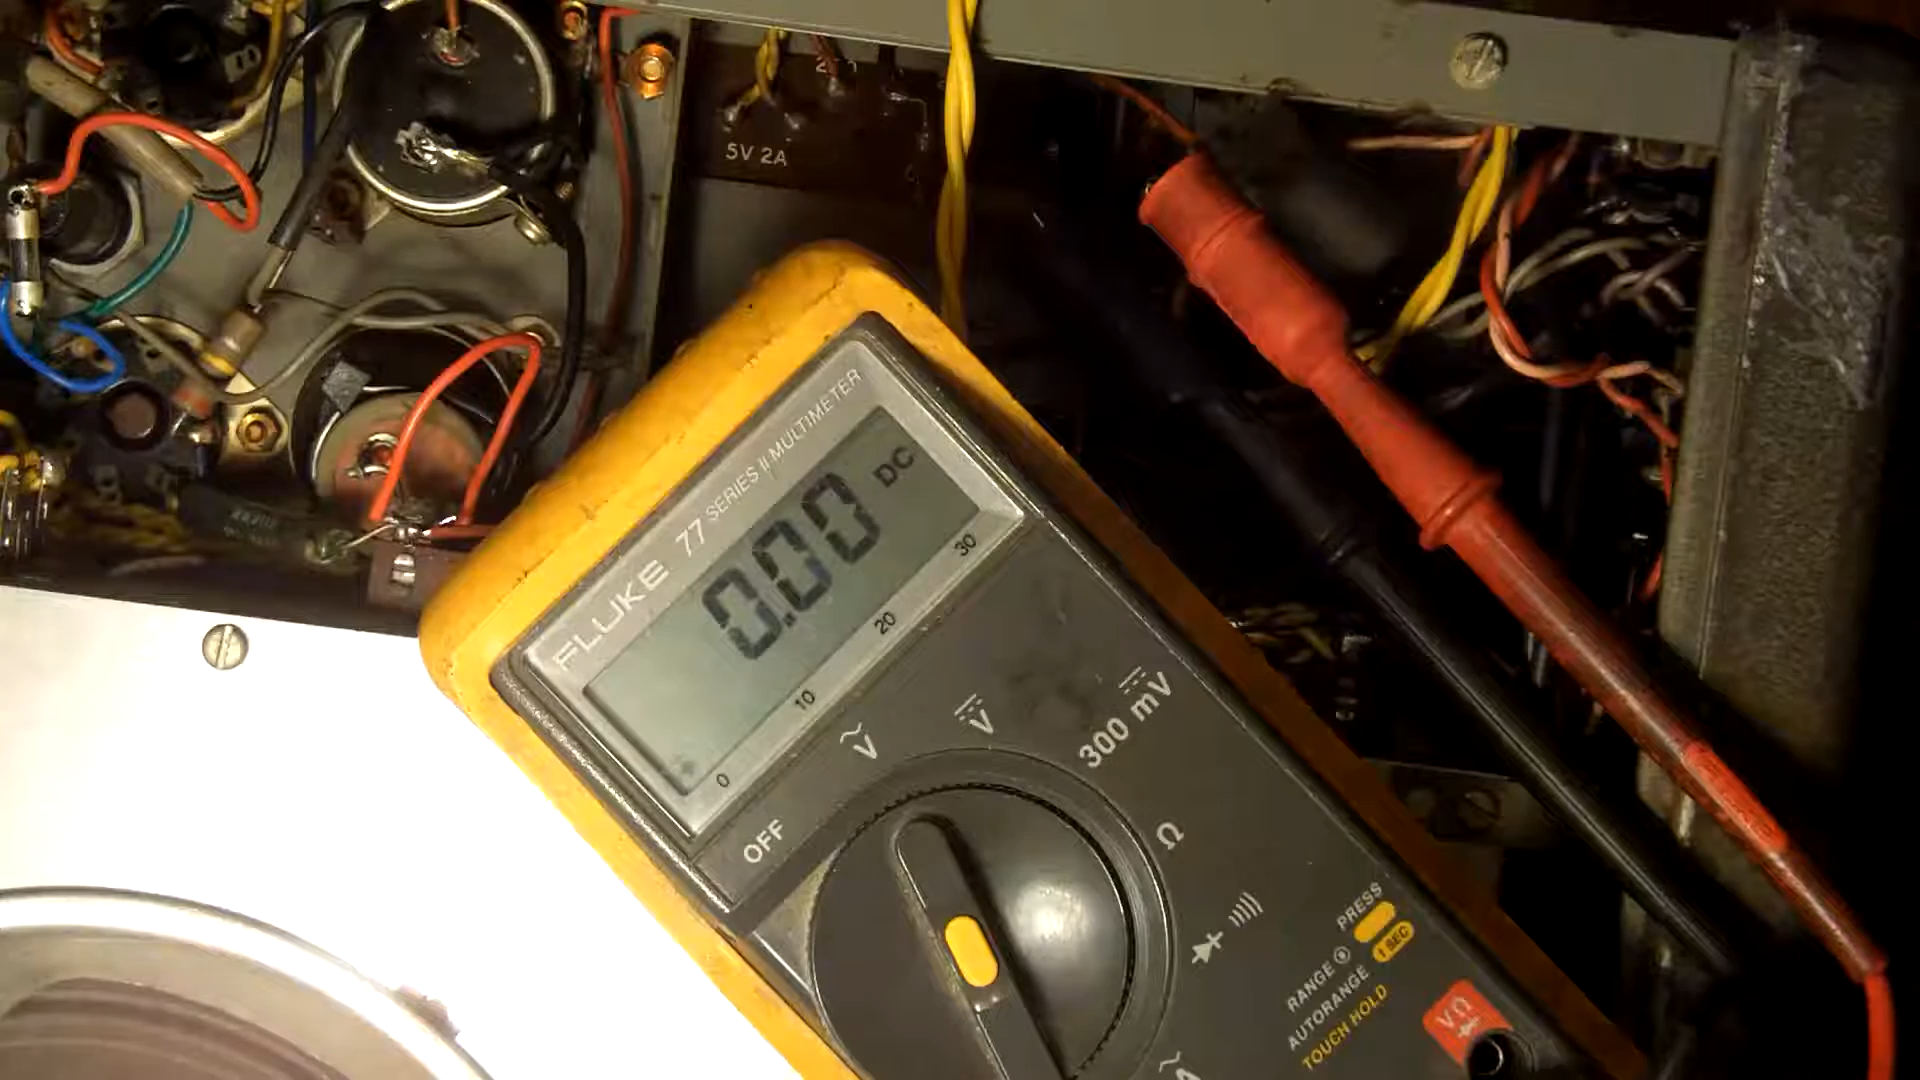 5V 2A
FLUKE 77 SERIES II MULTIMETER
0.00 DC
0 10 20 30
OFF
V
V
300 mV
Ω
PRESS
RANGE
1 SEC
AUTORANGE
TOUCH HOLD
VΩ